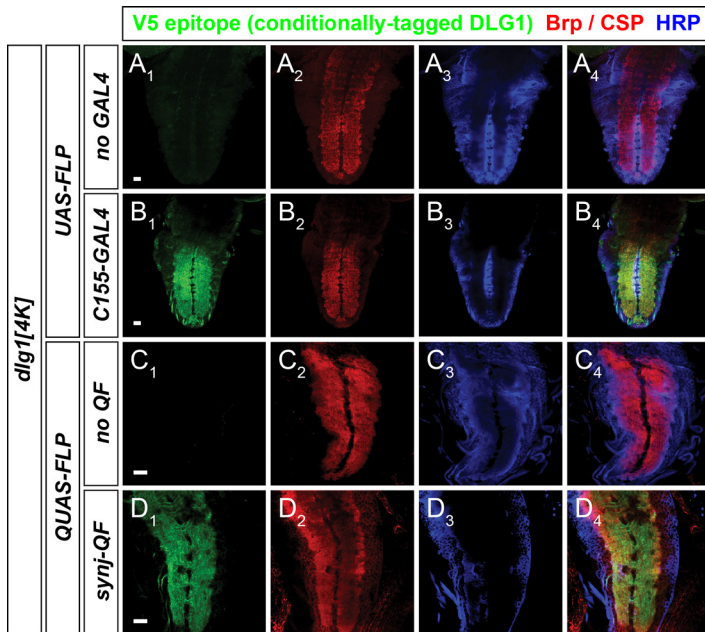 V5 epitope (conditionally-tagged DLG1) Brp / CSP HRP
dlg1[4K]
UAS-FLP
no GAL4
A1 A2 A3 A4
C155-GAL4
B1 B2 B3 B4
QUAS-FLP
no QF
C1 C2 C3 C4
synj-QF
D1 D2 D3 D4